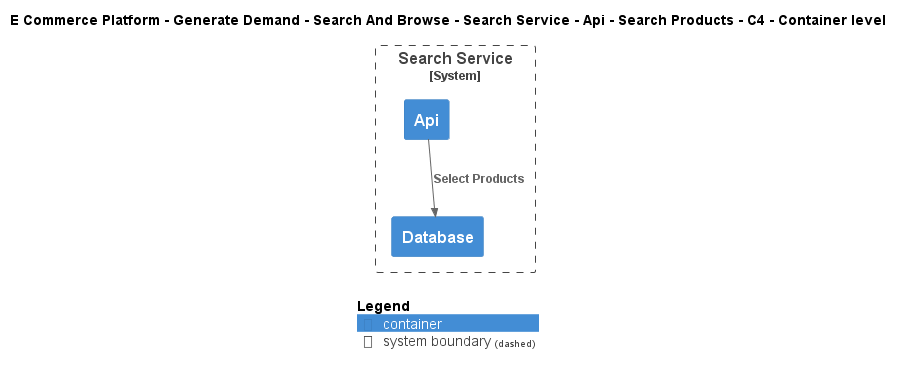 E Commerce Platform - Generate Demand - Search And Browse - Search Service - Api - Search Products - C4 - Container level
Search Service
[System]
Api
Select Products
Database
Legend
container
system boundary (dashed)